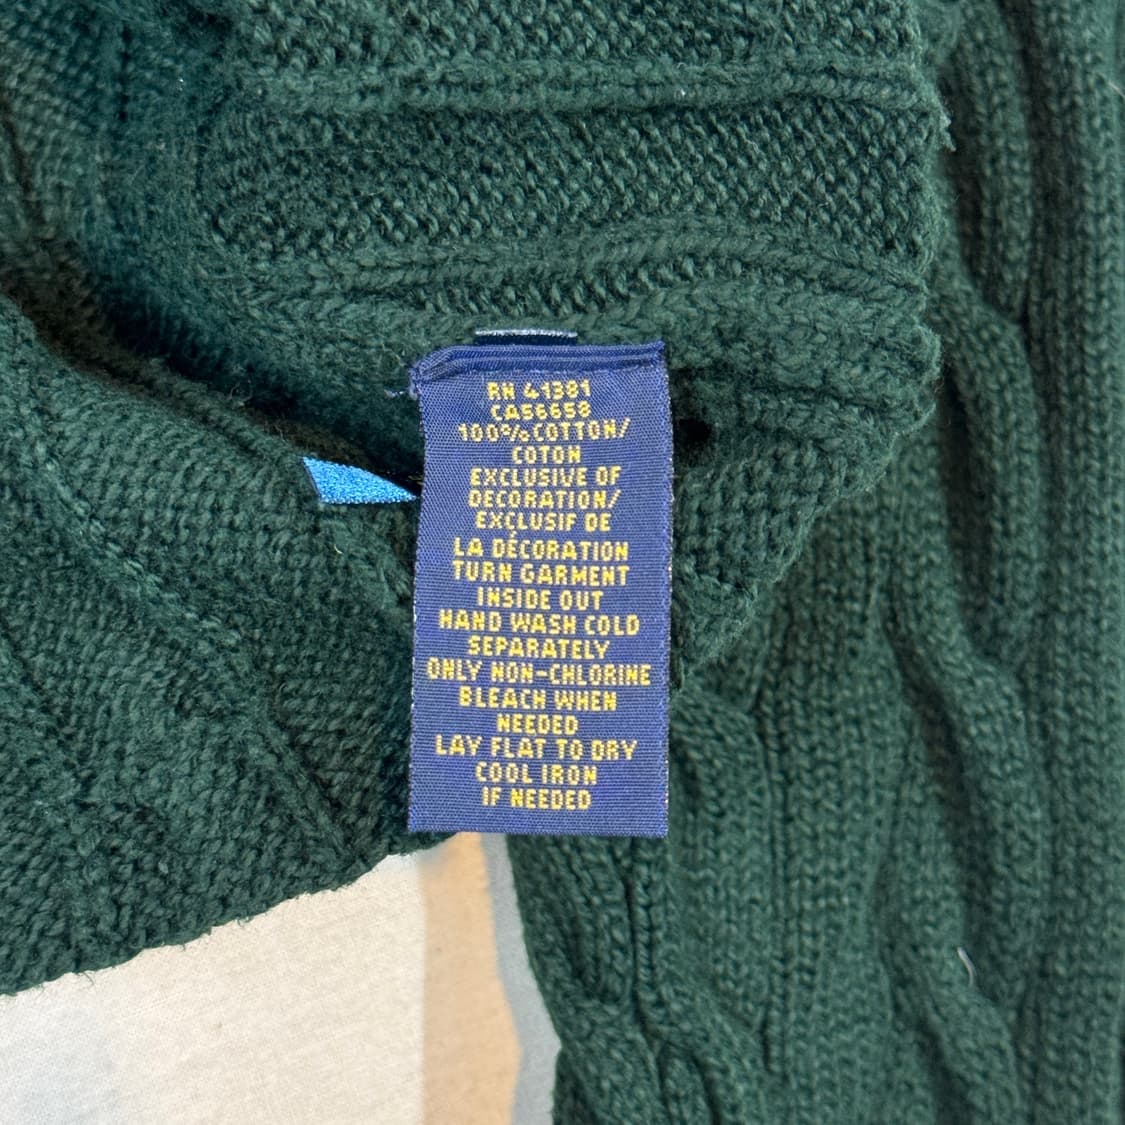 RN 41381
CA56658
100% COTTON/
COTON
EXCLUSIVE OF
DECORATION/
EXCLUSIF DE
LA DÉCORATION
TURN GARMENT
INSIDE OUT
HAND WASH COLD
SEPARATELY
ONLY NON-CHLORINE
BLEACH WHEN
NEEDED
LAY FLAT TO DRY
COOL IRON
IF NEEDED